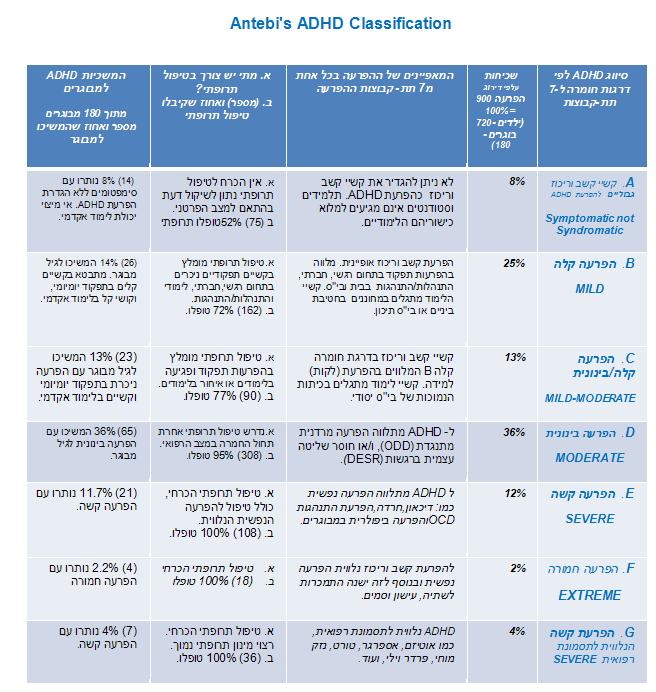 Antebi's ADHD Classification
סיווג ADHD לפי
דרגות חומרה ל-7
תת-קבוצות
שכיחות
עלפי דירוג
הפרעה 900
=100%
(ילדים - 720
בוגרים -
180)
המאפיינים של ההפרעה בכל אחת
מ7 תת- קבוצות ההפרעה
א. מתי יש צורך בטיפול
תרופתי?
ב. (מספר) ואחוז שקיבלו
טיפול תרופתי
המשכיות ADHD
למבוגרים
מתוך 180 מבוגרים
מספר ואחוז שהמשיכו
למבוגר
A. קשיי קשב וריכוז
גבוליים להפרעת ADHD
Symptomatic not
Syndromatic
8%
לא ניתן להגדיר את קשיי קשב
וריכוז כהפרעת ADHD. תלמידים
וסטודנטים אינם מגיעים למלוא
כישוריהם הלימודיים.
א. אין הכרח לטיפול
תרופתי נתון לשיקול דעת
בהתאם למצב הפרטני.
ב. (75) 52%טופלו תרופתי
(14) 8% נותרו עם
סימפטומים ללא הגדרת
הפרעת ADHD. אי מיצוי
יכולת לימוד אקדמי.
B. הפרעה קלה
MILD
25%
הפרעת קשב וריכוז אופיינית. מלווה
בהפרעות תפקוד בתחום רגשי, חברתי,
התנהלות/התנהגות. בבית ובי"ס. קשיי
הלימוד מתגלים במחוננים בחטיבת
ביניים או בי"ס תיכון.
א.טיפול תרופתי מומלץ
בקשיים תפקודיים ניכרים
בתחום רגשי,חברתי, לימודי
והתנהלות/התנהגות.
ב. (162) 72% טופלו.
(26) 14% המשיכו לגיל
מבוגר. מתבטא בקשיים
קלים בתפקוד יומיומי,
וקושי קל בלימוד אקדמי.
C. הפרעה
קלה/בינונית
MILD-MODERATE
13%
קשיי קשב וריכוז בדרגת חומרה
קלה B המלווים בהפרעת (לקות)
למידה. קשיי לימוד מתגלים בכיתות
הנמוכות של בי"ס יסודי.
א. טיפול תרופתי מומלץ
בהפרעות תפקוד ופגיעה
בלימודים או איחור בלימודים.
ב. (90) 77% טופלו.
(23) 13% המשיכו
לגיל מבוגר עם הפרעה
ניכרת בתפקוד יומיומי
וקשיים בלימוד אקדמי.
D. הפרעה בינונית
MODERATE
36%
ל- ADHD מתלווה הפרעה מרדנית
מתנגדת (ODD), ו/או חוסר שליטה
עצמית ברגשות (DESR).
א.נדרש טיפול תרופתי אחרת
תחול החמרה במצב הרפואי.
ב. (308) 95% טופלו.
(65) 36% המשיכו עם
הפרעה בינונית לגיל
מבוגר.
E. הפרעה קשה
SEVERE
12%
ל ADHD מתלווה הפרעה נפשית
כמו: דיכאון,חרדה,הפרעת התנהגות
OCDוהפרעה ביפולרית במבוגרים.
א. טיפול תרופתי הכרחי,
כולל טיפול להפרעה
הנפשית הנלווית.
ב. (108) 100% טופלו.
(21) 11.7% נותרו עם
הפרעה קשה.
F. הפרעה חמורה
EXTREME
2%
להפרעת קשב וריכוז נלווית הפרעה
נפשית ובנוסף לזה ישנה התמכרות
לשתיה, עישון וסמים.
א. טיפול תרופתי הכרחי
ב. (18) 100% טופלו
(4) 2.2% נותרו עם
הפרעה חמורה
G. הפרעת קשה
הנלווית לתסמונת
רפואית SEVERE
4%
ADHD נלווית לתסמונת רפואית,
כמו אוטיזם, אספרגר, טורט, נזק
מוחי, פרדר וילי, ועוד.
א. טיפול תרופתי הכרחי.
רצוי מינון תרופתי נמוך.
ב. (36) 100% טופלו.
(7) 4% נותרו עם
הפרעה קשה.